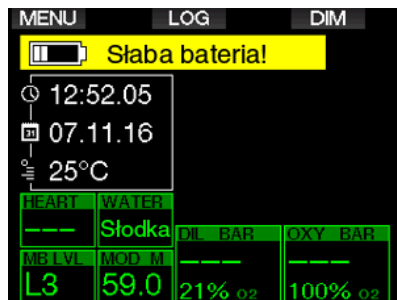 MENU LOG DIM
Słaba bateria!
12:52.05
31
07.11.16
25°C
HEART WATER
--- Słodka
DIL BAR OXY BAR
--- ---
MB LVL MOD M
L3 59.0
21% O2 100% O2